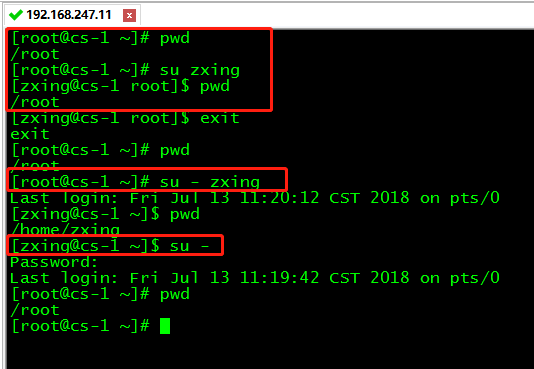 192.168.247.11
[root@cs-1 ~]# pwd
/root
[root@cs-1 ~]# su zxing
[zxing@cs-1 root]$ pwd
/root
[zxing@cs-1 root]$ exit
exit
[root@cs-1 ~]# pwd
/root
[root@cs-1 ~]# su - zxing
Last login: Fri Jul 13 11:20:12 CST 2018 on pts/0
[zxing@cs-1 ~]$ pwd
/home/zxing
[zxing@cs-1 ~]$ su -
Password:
Last login: Fri Jul 13 11:19:42 CST 2018 on pts/0
[root@cs-1 ~]# pwd
/root
[root@cs-1 ~]#